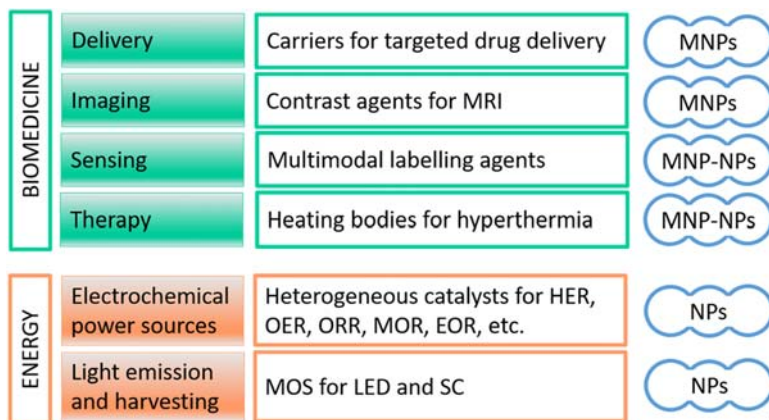 BIOMEDICINE
Delivery
Carriers for targeted drug delivery
MNPs
Imaging
Contrast agents for MRI
MNPs
Sensing
Multimodal labelling agents
MNP-NPs
Therapy
Heating bodies for hyperthermia
MNP-NPs
ENERGY
Electrochemical
power sources
Heterogeneous catalysts for HER,
OER, ORR, MOR, EOR, etc.
NPs
Light emission
and harvesting
MOS for LED and SC
NPs